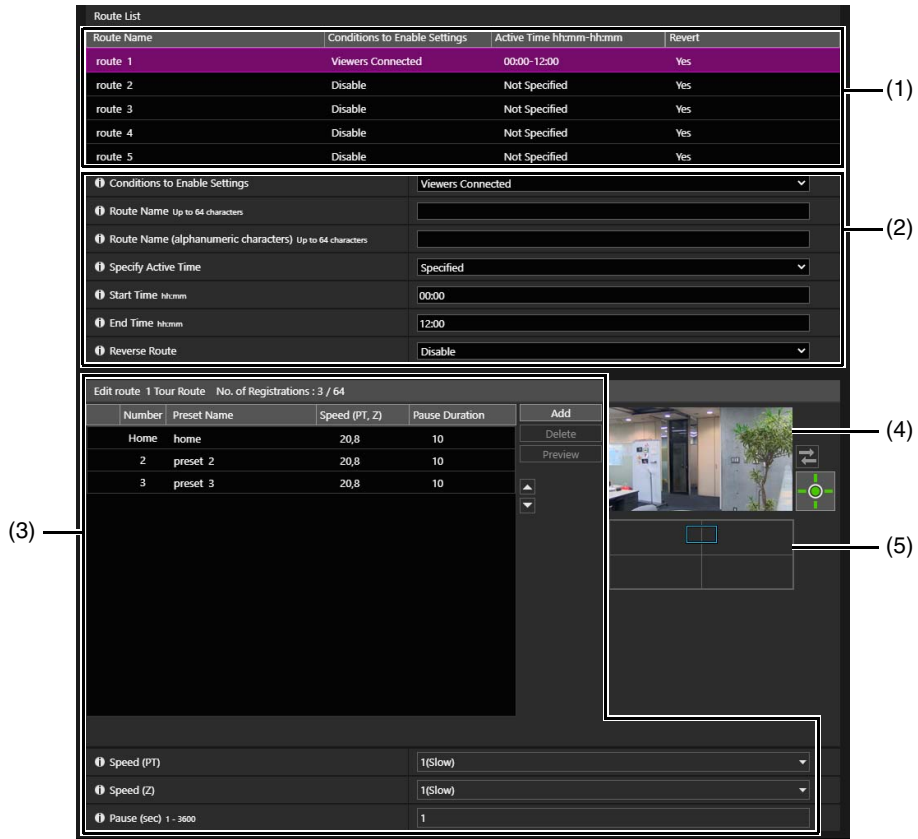 Route List
Route Name Conditions to Enable Settings Active Time hh:mm-hh:mm Revert
route 1 Viewers Connected 00:00-12:00 Yes
route 2 Disable Not Specified Yes
route 3 Disable Not Specified Yes
route 4 Disable Not Specified Yes
route 5 Disable Not Specified Yes
(1)
Conditions to Enable Settings Viewers Connected
Route Name Up to 64 characters
Route Name (alphanumeric characters) Up to 64 characters
Specify Active Time Specified
Start Time hh:mm 00:00
End Time hh:mm 12:00
Reverse Route Disable
(2)
Edit route 1 Tour Route No. of Registrations : 3 / 64
Number Preset Name Speed (PT, Z) Pause Duration
Home home 20,8 10
2 preset 2 20,8 10
3 preset 3 20,8 10
Add
Delete
Preview
(3)
(4)
(5)
Speed (PT) 1(Slow)
Speed (Z) 1(Slow)
Pause (sec) 1 - 3600 1